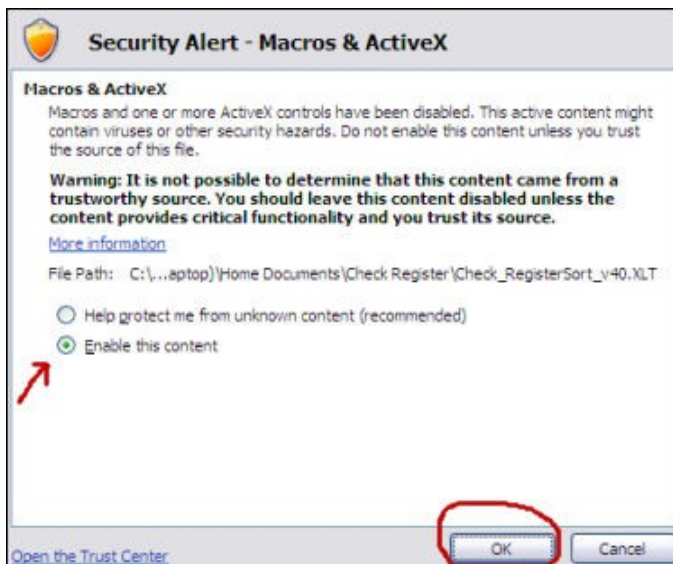 Security Alert - Macros & ActiveX
Macros & ActiveX
Macros and one or more ActiveX controls have been disabled. This active content might
contain viruses or other security hazards. Do not enable this content unless you trust
the source of this file.
Warning: It is not possible to determine that this content came from a
trustworthy source. You should leave this content disabled unless the
content provides critical functionality and you trust its source.
More information
File Path: C:\...aptop)\Home Documents\Check Register\Check_RegisterSort_v40.XLT
Help protect me from unknown content (recommended)
Enable this content
Open the Trust Center
OK
Cancel